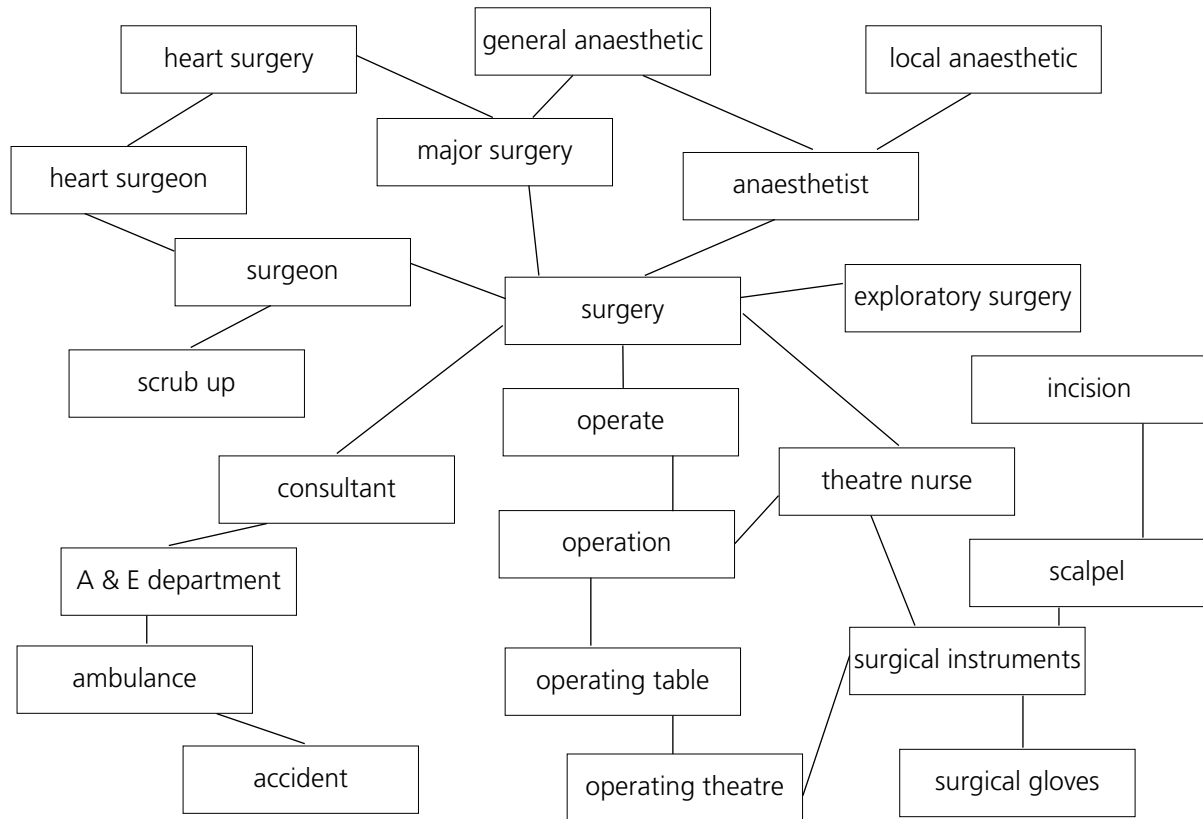 heart surgery
general anaesthetic
local anaesthetic
major surgery
heart surgeon
anaesthetist
surgeon
surgery
exploratory surgery
scrub up
incision
operate
consultant
theatre nurse
operation
A & E department
scalpel
ambulance
operating table
surgical instruments
accident
operating theatre
surgical gloves